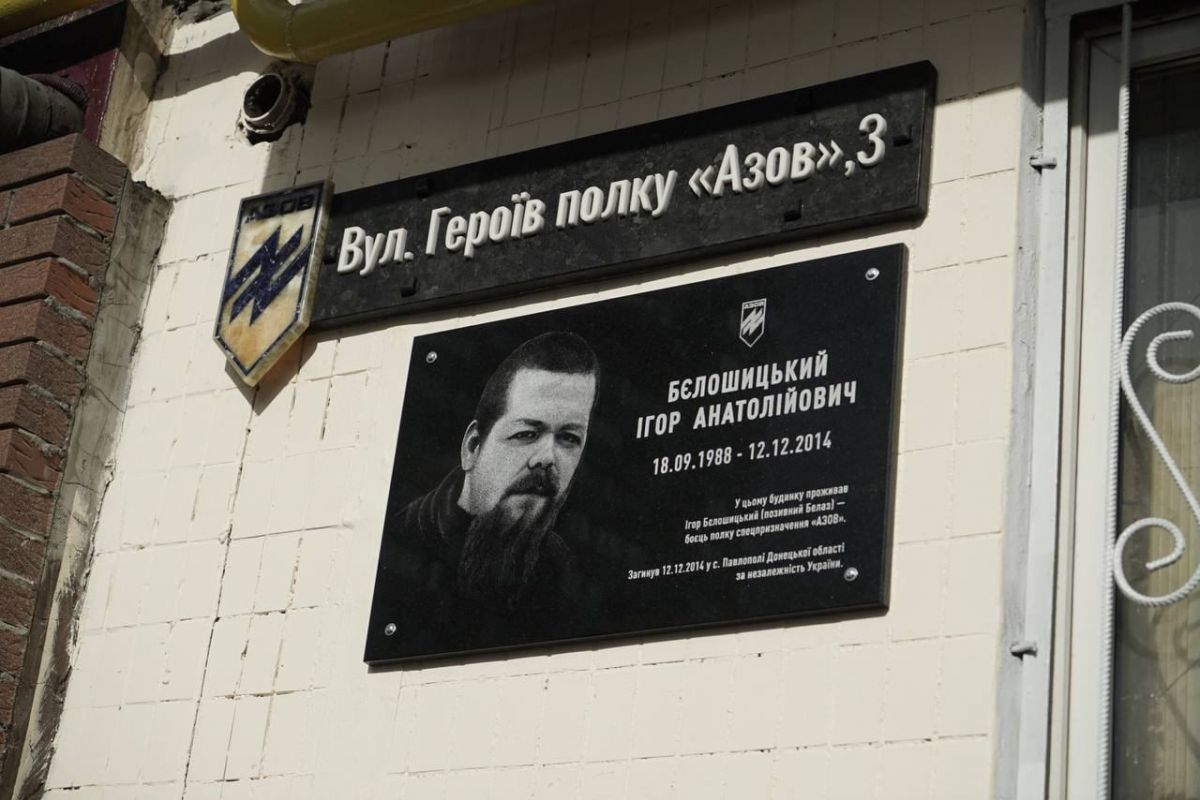 АЗОВ
Вул. Героїв полку «Азов»,3
АЗОВ
БЄЛОШИЦЬКИЙ
ІГОР АНАТОЛІЙОВИЧ
18.09.1988 - 12.12.2014
У цьому будинку проживав
Ігор Бєлошицький (позивний Белаз) —
боєць полку спецпризначення «АЗОВ».
Загинув 12.12.2014 у с. Павлополі Донецької області
за незалежність України.